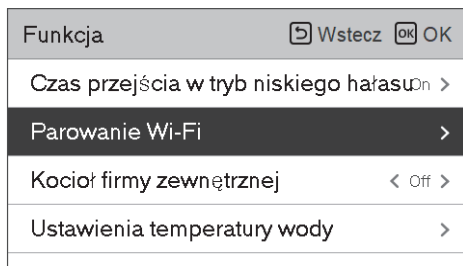 Funkcja Wstecz OK OK
Czas przejścia w tryb niskiego hałasu On >
Parowanie Wi-Fi >
Kocioł firmy zewnętrznej < Off >
Ustawienia temperatury wody >